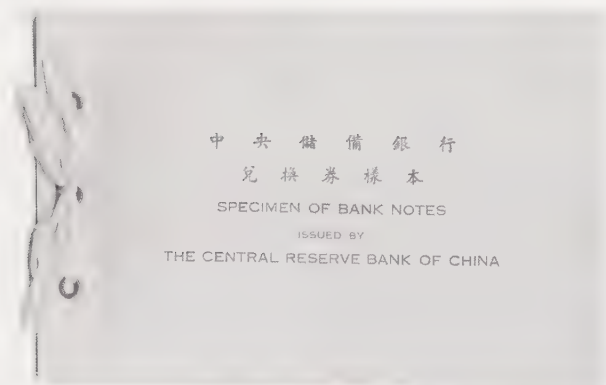 中央儲備銀行
兌換券樣本
SPECIMEN OF BANK NOTES
ISSUED BY
THE CENTRAL RESERVE BANK OF CHINA